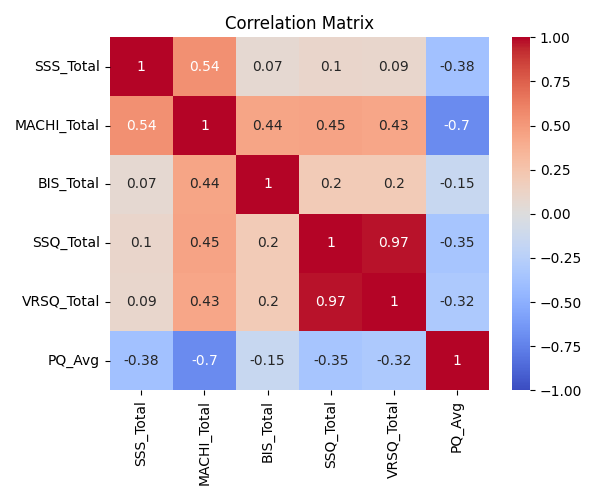 Correlation Matrix
SSS_Total 1 0.54 0.07 0.1 0.09 -0.38
MACHI_Total 0.54 1 0.44 0.45 0.43 -0.7
BIS_Total 0.07 0.44 1 0.2 0.2 -0.15
SSQ_Total 0.1 0.45 0.2 1 0.97 -0.35
VRSQ_Total 0.09 0.43 0.2 0.97 1 -0.32
PQ_Avg -0.38 -0.7 -0.15 -0.35 -0.32 1
SSS_Total
MACHI_Total
BIS_Total
SSQ_Total
VRSQ_Total
PQ_Avg
1.00
0.75
0.50
0.25
0.00
−0.25
−0.50
−0.75
−1.00